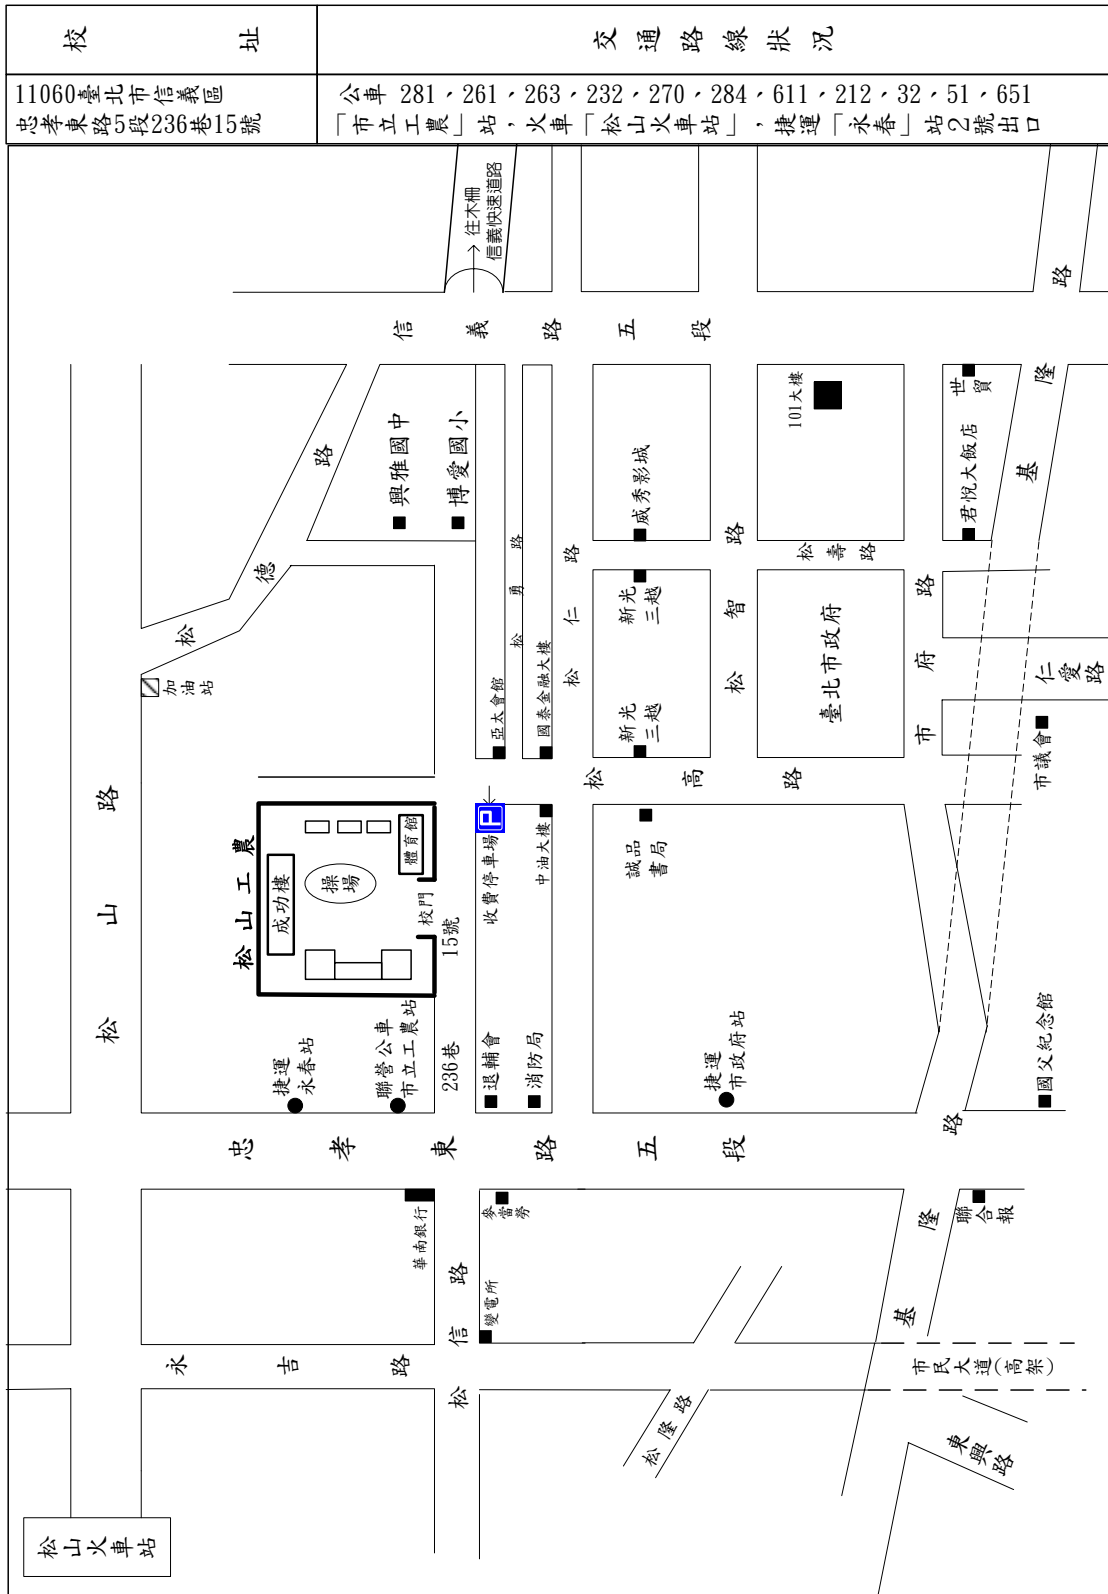 校址
交通路線狀況
11060臺北市信義區
忠孝東路5段236巷15號
公車 281，261，263，232，270，284，611，212，32，51，651
「市立工農」站，火車「松山火車站」，捷運「永春」站2號出口
往木柵
信義快速道路
信義路五段
基隆路
世貿
君悅大飯店
101大樓
威秀影城
松壽路
興雅國中
博愛國小
松德路
松勇路
松仁路
松智路
市府路
新光三越
新光三越
臺北市政府
仁愛路
市議會
加油站
亞太會館
國泰金融大樓
松高路
松山路
松山工農
成功樓
操場
體育館
校門
15號
P
收費停車場
中油大樓
誠品書局
捷運
永春站
聯營公車
市立工農站
236巷
退輔會
消防局
捷運
市政府站
國父紀念館
忠孝東路五段
華南銀行
麥當勞
變電所
松信路
永吉路
基隆路
聯合報
市民大道(高架)
松隆路
東興路
松山火車站